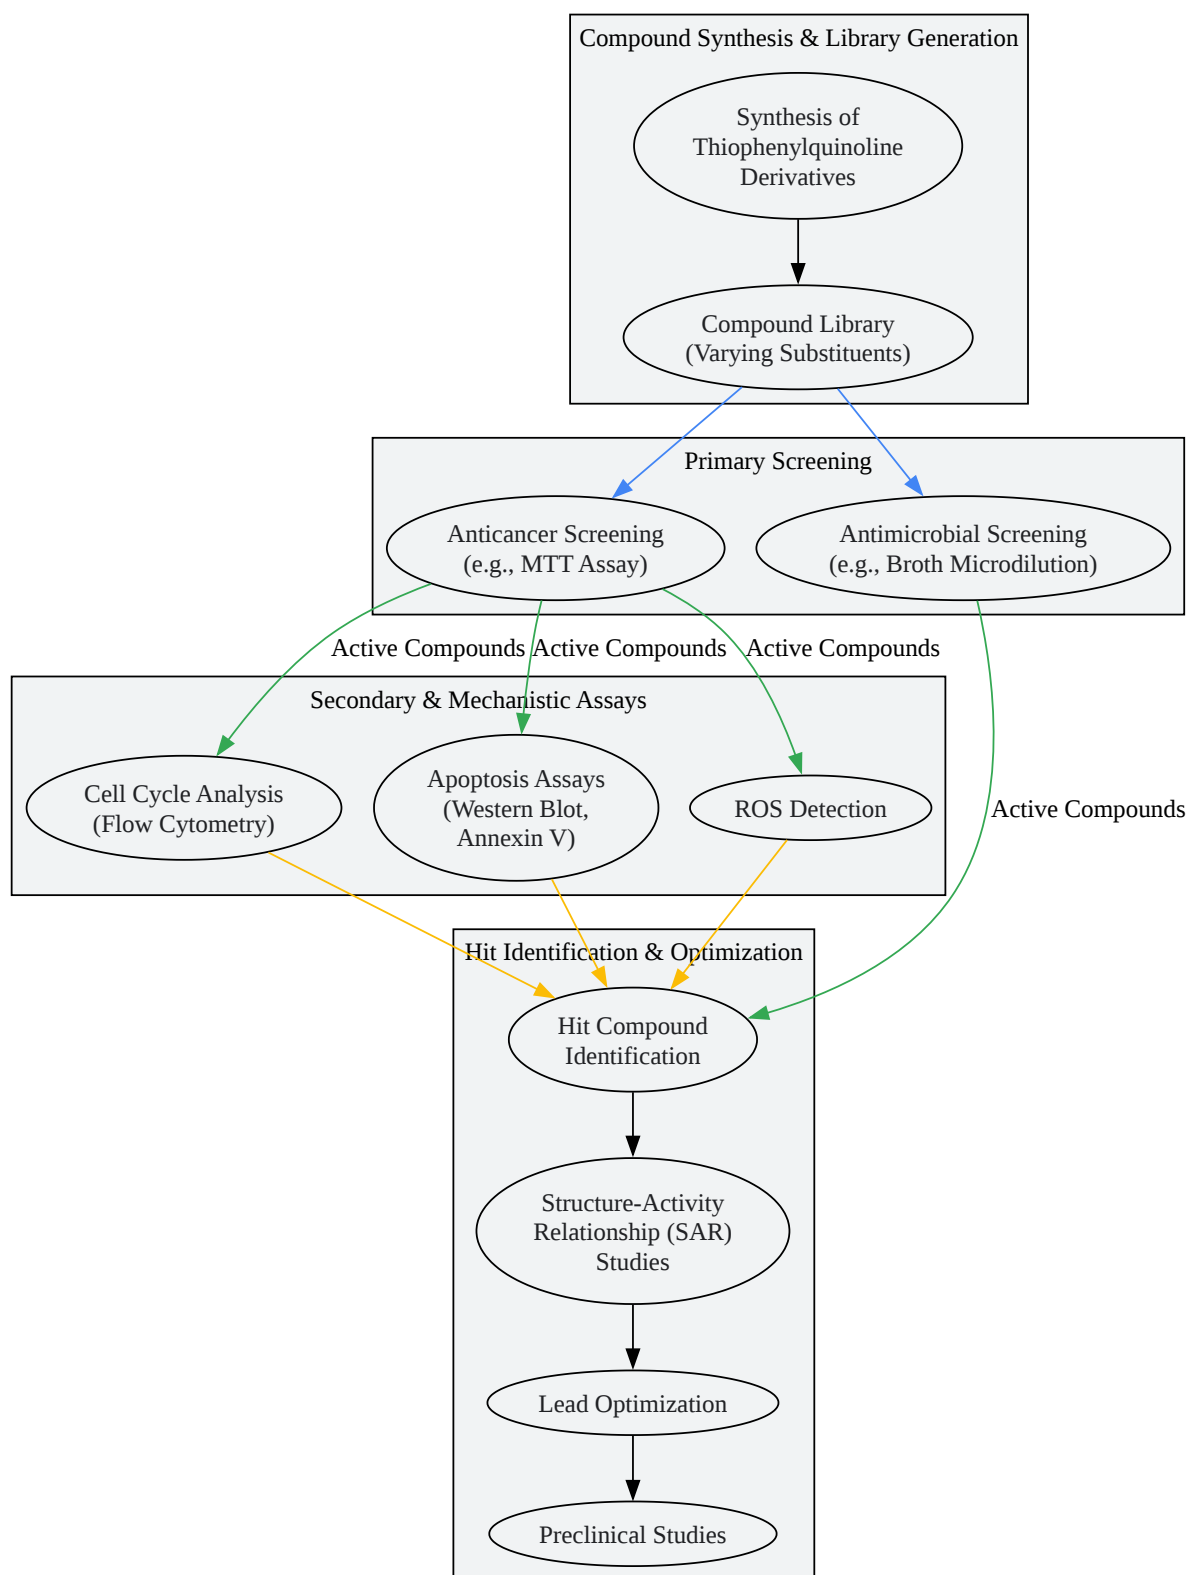 Compound Synthesis & Library Generation
Synthesis of
Thiophenylquinoline
Derivatives
Compound Library
(Varying Substituents)
Primary Screening
Anticancer Screening
(e.g., MTT Assay)
Antimicrobial Screening
(e.g., Broth Microdilution)
Active Compounds
Active Compounds
Active Compounds
Secondary & Mechanistic Assays
Cell Cycle Analysis
(Flow Cytometry)
Apoptosis Assays
(Western Blot,
Annexin V)
ROS Detection
Active Compounds
Hit Identification & Optimization
Hit Compound
Identification
Structure-Activity
Relationship (SAR)
Studies
Lead Optimization
Preclinical Studies